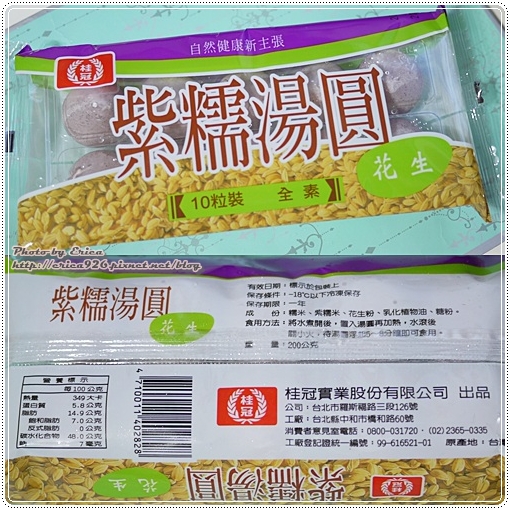 自然健康新主張
桂冠
紫糯湯圓
花生
10粒裝 全素
Photo by Erica
http://erica926.pixnet.net/blog
紫糯湯圓
花生
有效日期：標示於包裝上
保存條件：-18℃以下冷凍保存
保存期限：一年
成 份：糯米、紫糯米、花生粉、乳化植物油、糖粉。
食用方法：將水煮開後，置入湯圓再加熱，水滾後
重 量：200公克
營養標示
每100公克
熱量 349大卡
蛋白質 5.8公克
脂肪 14.9公克
飽和脂肪 7.0公克
反式脂肪 0公克
碳水化合物 48.0公克
鈉 7毫克
4710011402828
桂冠
桂冠實業股份有限公司 出品
公司：台北市羅斯福路三段126號
工廠：台北縣中和市橋和路60號
消費者意見室電話：0800-031720．(02)2365-0335
工廠登記證統一編號：99-616521-01 原產地：台
紫糯湯圓
花生